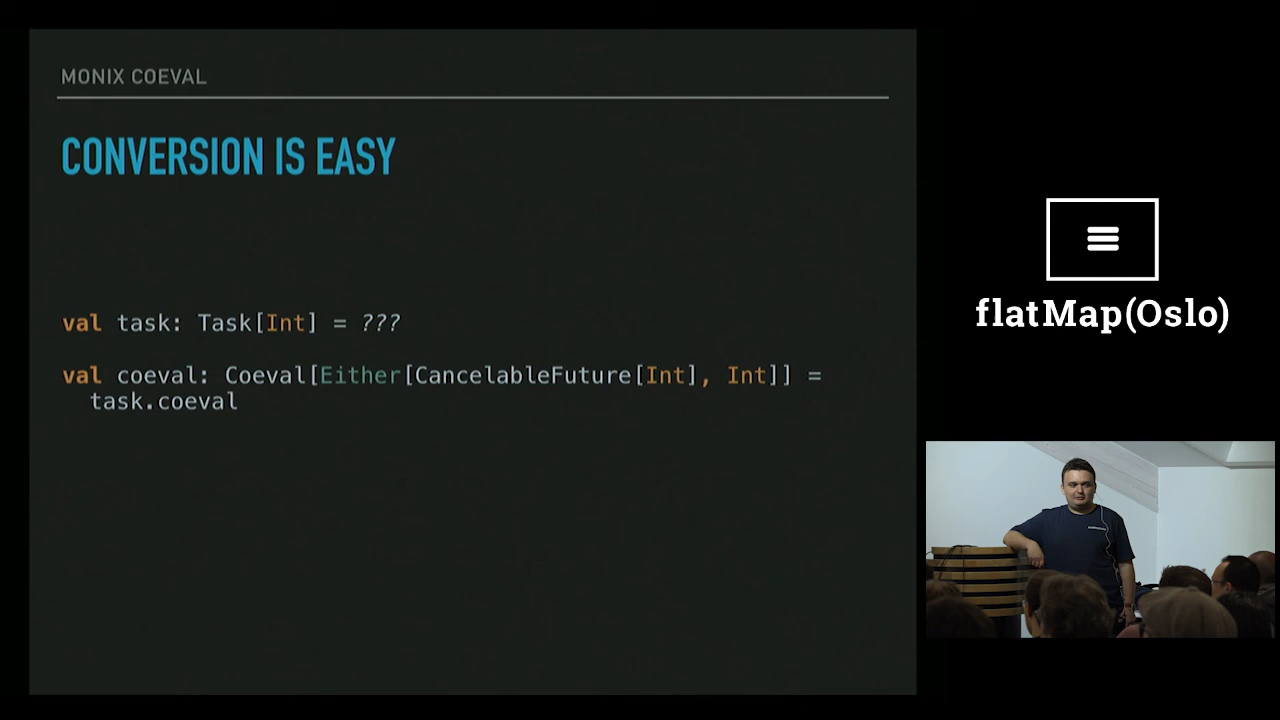 MONIX COEVAL
CONVERSION IS EASY
val task: Task[Int] = ???
val coeval: Coeval[Either[CancelableFuture[Int], Int]] =
task.coeval
flatMap(Oslo)